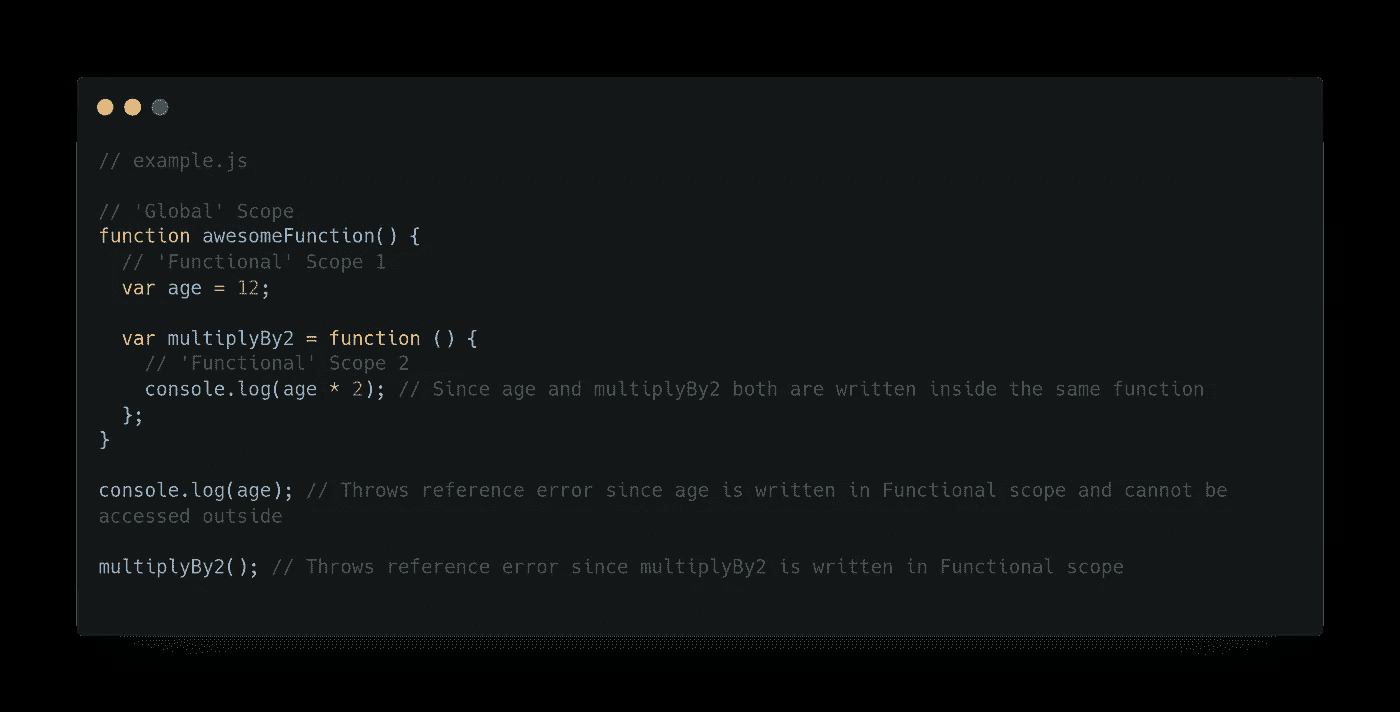 // example.js
// 'Global' Scope
function awesomeFunction() {
  // 'Functional' Scope 1
  var age = 12;
  var multiplyBy2 = function () {
    // 'Functional' Scope 2
    console.log(age * 2); // Since age and multiplyBy2 both are written inside the same function
  };
}
console.log(age); // Throws reference error since age is written in Functional scope and cannot be
accessed outside
multiplyBy2(); // Throws reference error since multiplyBy2 is written in Functional scope